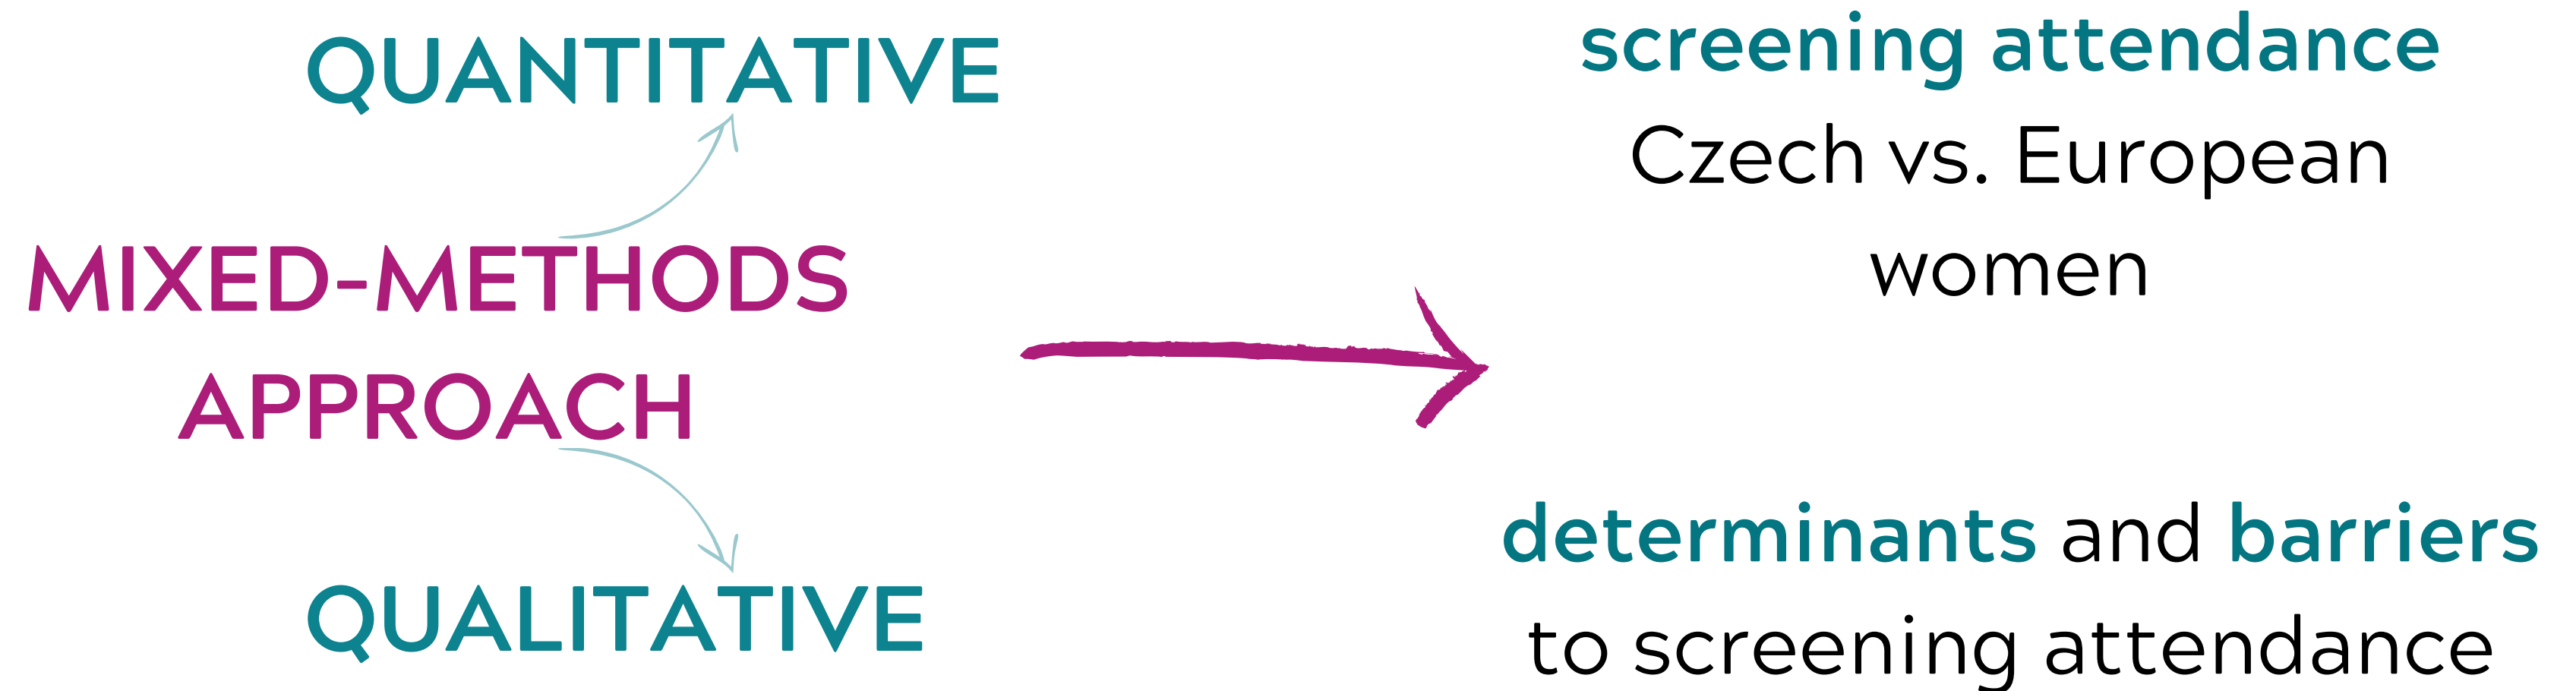 QUANTITATIVE
MIXED-METHODS
APPROACH
QUALITATIVE
screening attendance
Czech vs. European
women
determinants and barriers
to screening attendance